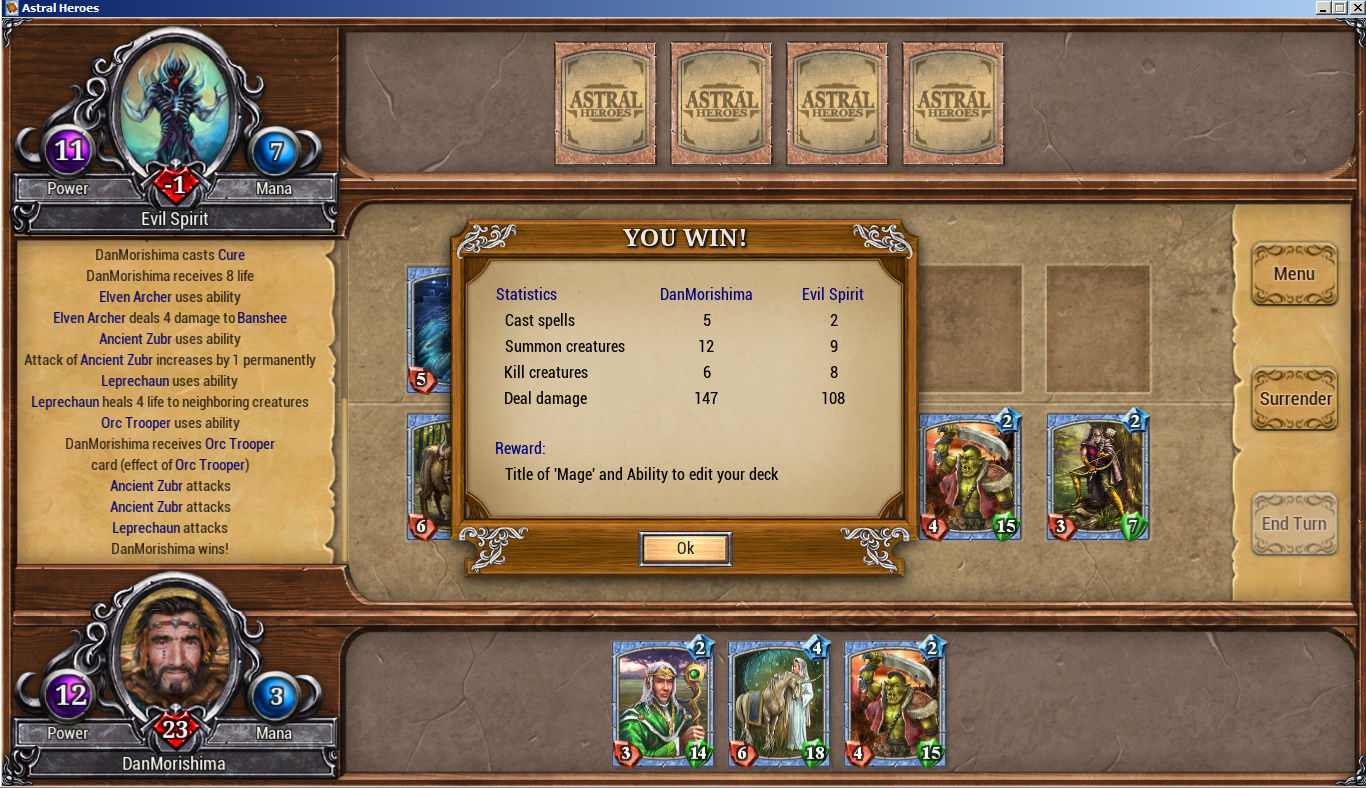 Astral Heroes
11
7
Power
-1
Mana
Evil Spirit
ASTRAL HEROES
ASTRAL HEROES
ASTRAL HEROES
ASTRAL HEROES
DanMorishima casts Cure
DanMorishima receives 8 life
Elven Archer uses ability
Elven Archer deals 4 damage to Banshee
Ancient Zubr uses ability
Attack of Ancient Zubr increases by 1 permanently
Leprechaun uses ability
Leprechaun heals 4 life to neighboring creatures
Orc Trooper uses ability
DanMorishima receives Orc Trooper
card (effect of Orc Trooper)
Ancient Zubr attacks
Ancient Zubr attacks
Leprechaun attacks
DanMorishima wins!
5
6
YOU WIN!
Statistics DanMorishima Evil Spirit
Cast spells 5 2
Summon creatures 12 9
Kill creatures 6 8
Deal damage 147 108
Reward:
Title of 'Mage' and Ability to edit your deck
Ok
2
4 15
2
3 7
Menu
Surrender
End Turn
12
3
Power
23
Mana
DanMorishima
2
3 14
4
6 18
2
4 15